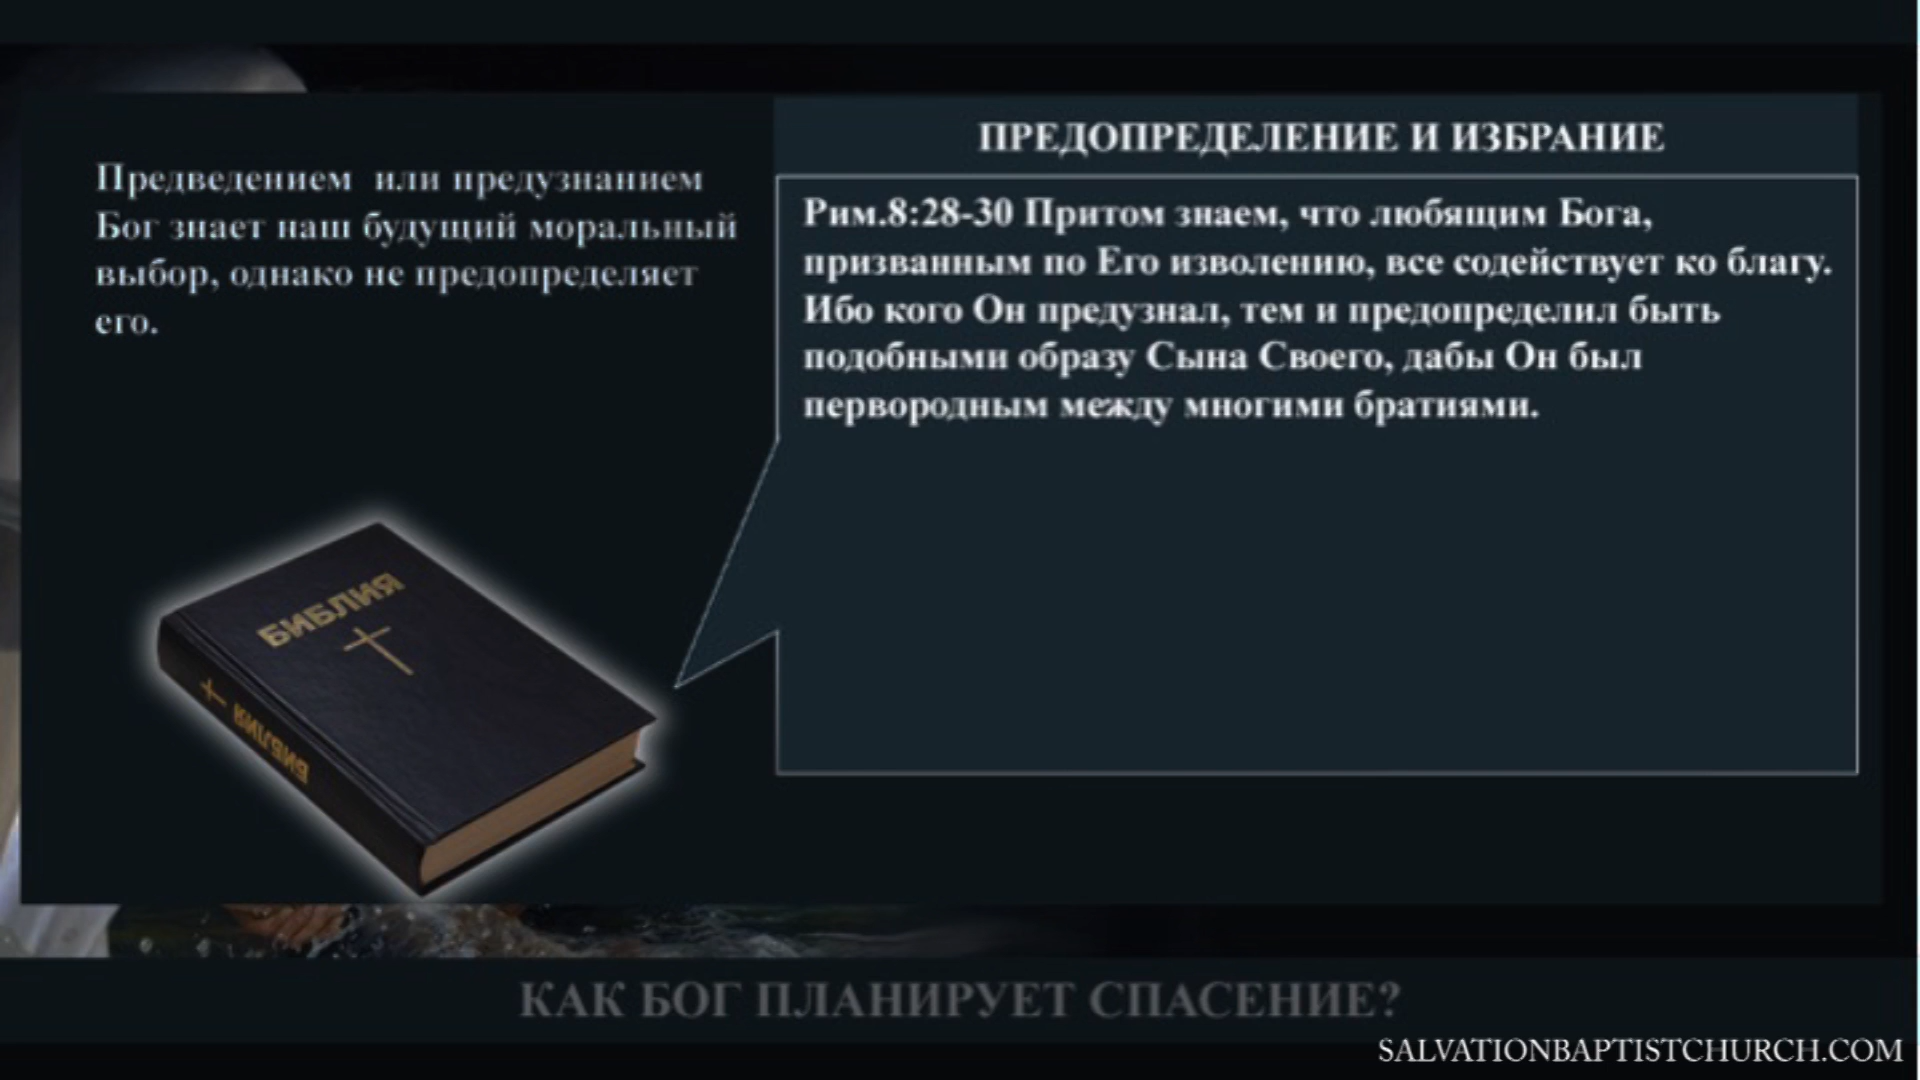 ПРЕДОПРЕДЕЛЕНИЕ И ИЗБРАНИЕ
Предведением или предузнанием
Бог знает наш будущий моральный
выбор, однако не предопределяет
его.
Рим.8:28-30 Притом знаем, что любящим Бога,
призванным по Его изволению, все содействует ко благу.
Ибо кого Он предузнал, тем и предопределил быть
подобными образу Сына Своего, дабы Он был
первородным между многими братиями.
БИБЛИЯ
БИБЛИЯ
КАК БОГ ПЛАНИРУЕТ СПАСЕНИЕ?
SALVATIONBAPTISTCHURCH.COM